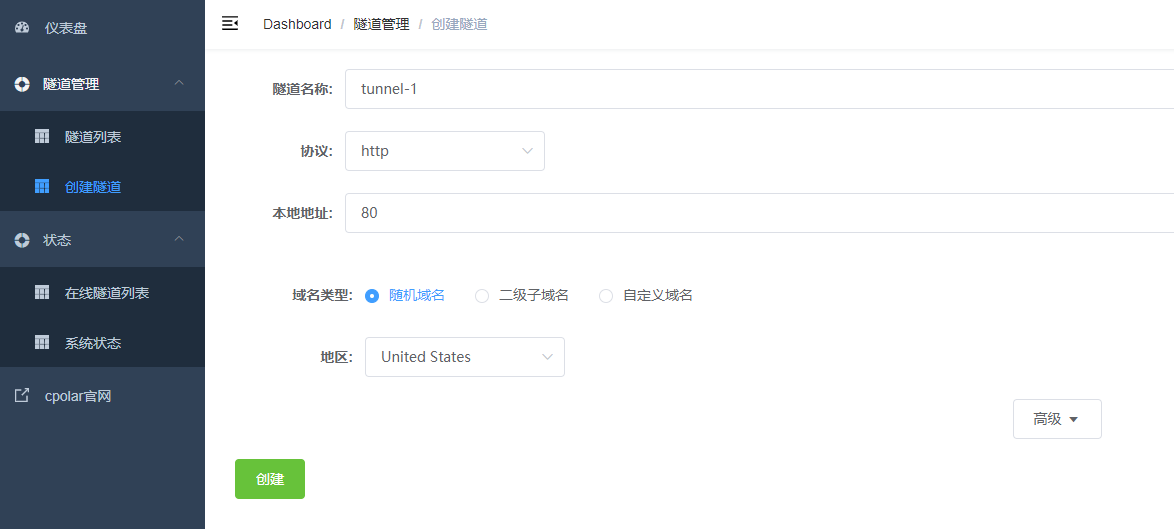 仪表盘
隧道管理
隧道列表
创建隧道
状态
在线隧道列表
系统状态
cpolar官网
Dashboard / 隧道管理 / 创建隧道
隧道名称: tunnel-1
协议: http
本地地址: 80
域名类型: 随机域名 二级子域名 自定义域名
地区: United States
高级
创建